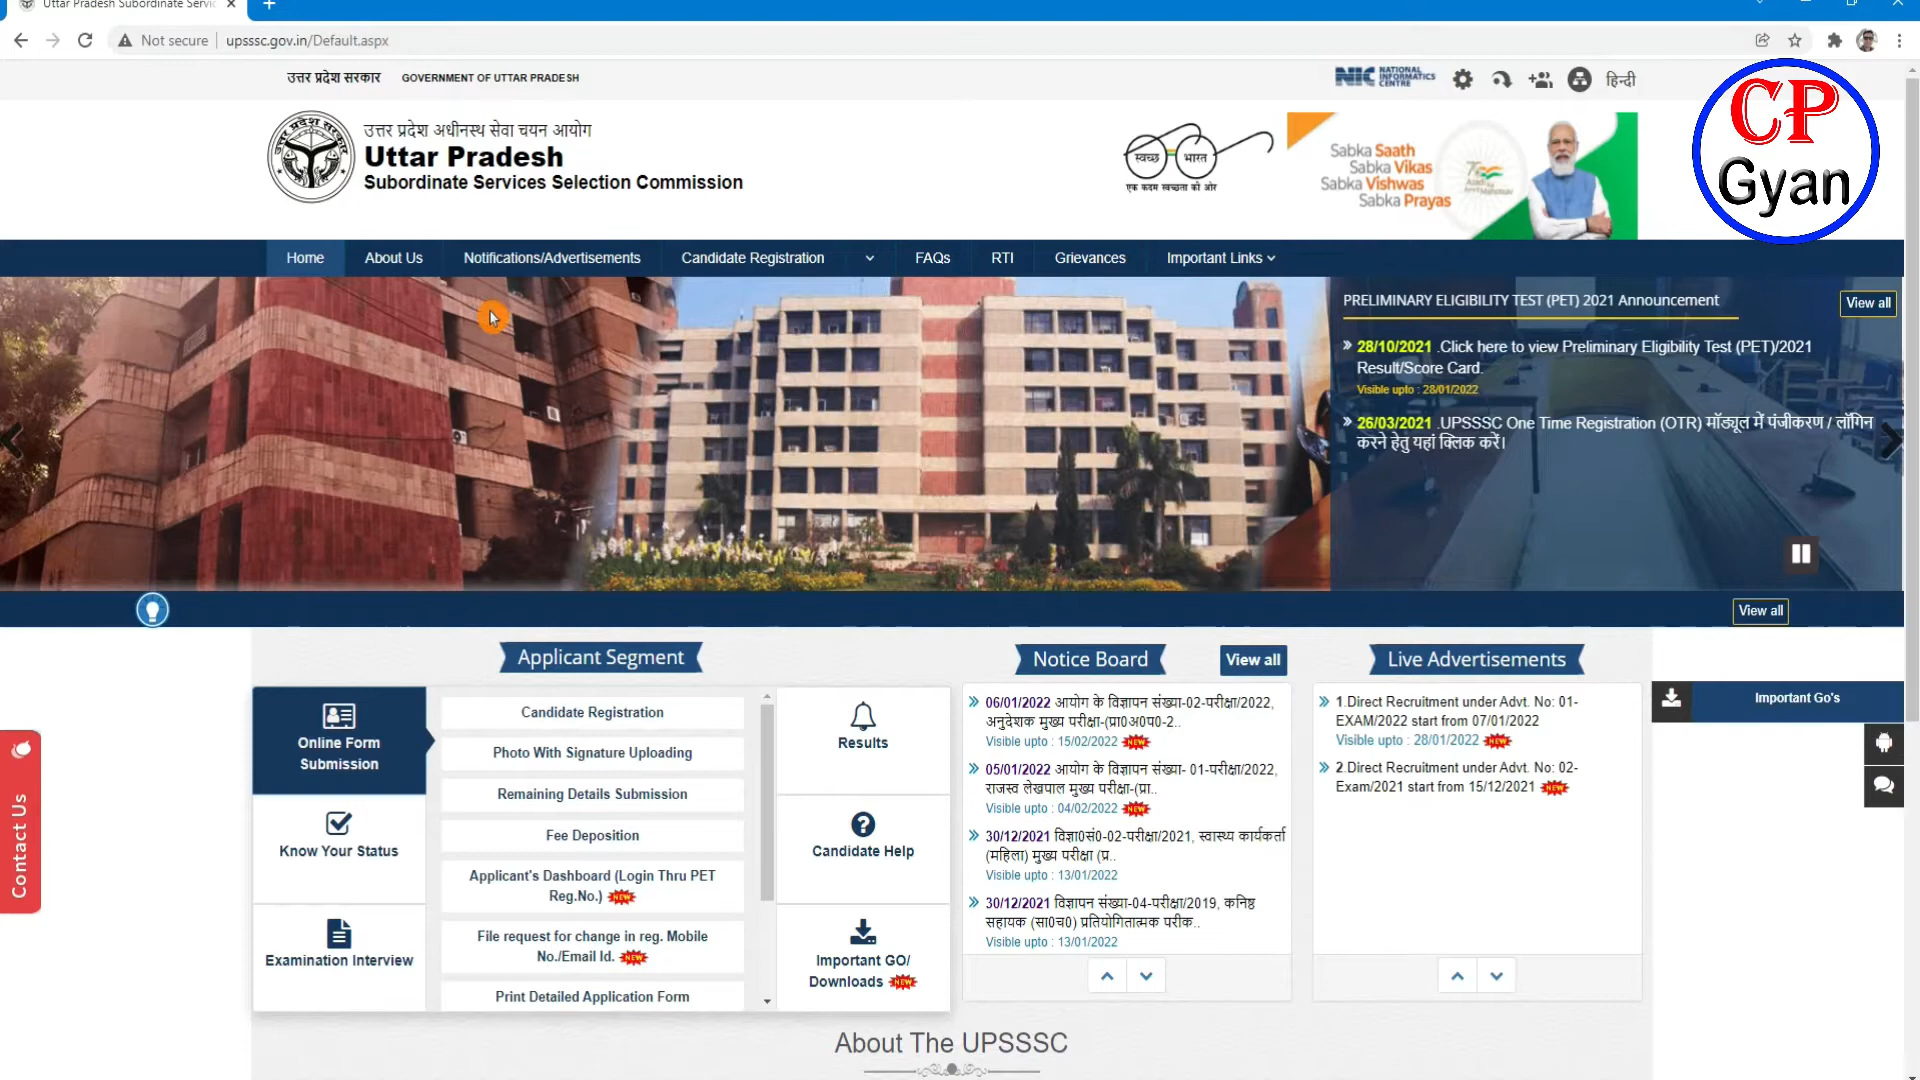 Uttar Pradesh Subordinate Servic
Not secure
upsssc.gov.in/Default.aspx
उत्तर प्रदेश सरकार
GOVERNMENT OF UTTAR PRADESH
NIC NATIONAL
INFORMATICS
CENTRE
हिन्दी
उत्तर प्रदेश अधीनस्थ सेवा चयन आयोग
Uttar Pradesh
Subordinate Services Selection Commission
स्वच्छ भारत
एक कदम स्वच्छता की ओर
Sabka Saath
Sabka Vikas
Sabka Vishwas
Sabka Prayas
CP
Gyan
Home
About Us
Notifications/Advertisements
Candidate Registration
FAQs
RTI
Grievances
Important Links
PRELIMINARY ELIGIBILITY TEST (PET) 2021 Announcement
View all
28/10/2021 .Click here to view Preliminary Eligibility Test (PET)/2021
Result/Score Card.
Visible upto : 28/01/2022
26/03/2021 .UPSSSC One Time Registration (OTR) मॉड्यूल में पंजीकरण / लॉगिन
करने हेतु यहां क्लिक करें।
View all
Applicant Segment
Online Form
Submission
Know Your Status
Examination Interview
Candidate Registration
Photo With Signature Uploading
Remaining Details Submission
Fee Deposition
Applicant's Dashboard (Login Thru PET
Reg.No.) NEW
File request for change in reg. Mobile
No./Email Id. NEW
Print Detailed Application Form
Results
Candidate Help
Important GO/
Downloads NEW
Notice Board
View all
06/01/2022 आयोग के विज्ञापन संख्या-02-परीक्षा/2022,
अनुदेशक मुख्य परीक्षा-(प्रा0अ0प0-2..
Visible upto : 15/02/2022 NEW
05/01/2022 आयोग के विज्ञापन संख्या- 01-परीक्षा/2022,
राजस्व लेखपाल मुख्य परीक्षा-(प्रा..
Visible upto : 04/02/2022 NEW
30/12/2021 विज्ञा0सं0-02-परीक्षा/2021, स्वास्थ्य कार्यकर्ता
(महिला) मुख्य परीक्षा (प्र..
Visible upto : 13/01/2022
30/12/2021 विज्ञापन संख्या-04-परीक्षा/2019, कनिष्ठ
सहायक (सा0च0) प्रतियोगितात्मक परीक..
Visible upto : 13/01/2022
Live Advertisements
1.Direct Recruitment under Advt. No: 01-
EXAM/2022 start from 07/01/2022
Visible upto : 28/01/2022 NEW
2.Direct Recruitment under Advt. No: 02-
Exam/2021 start from 15/12/2021 NEW
Important Go's
Contact Us
About The UPSSSC